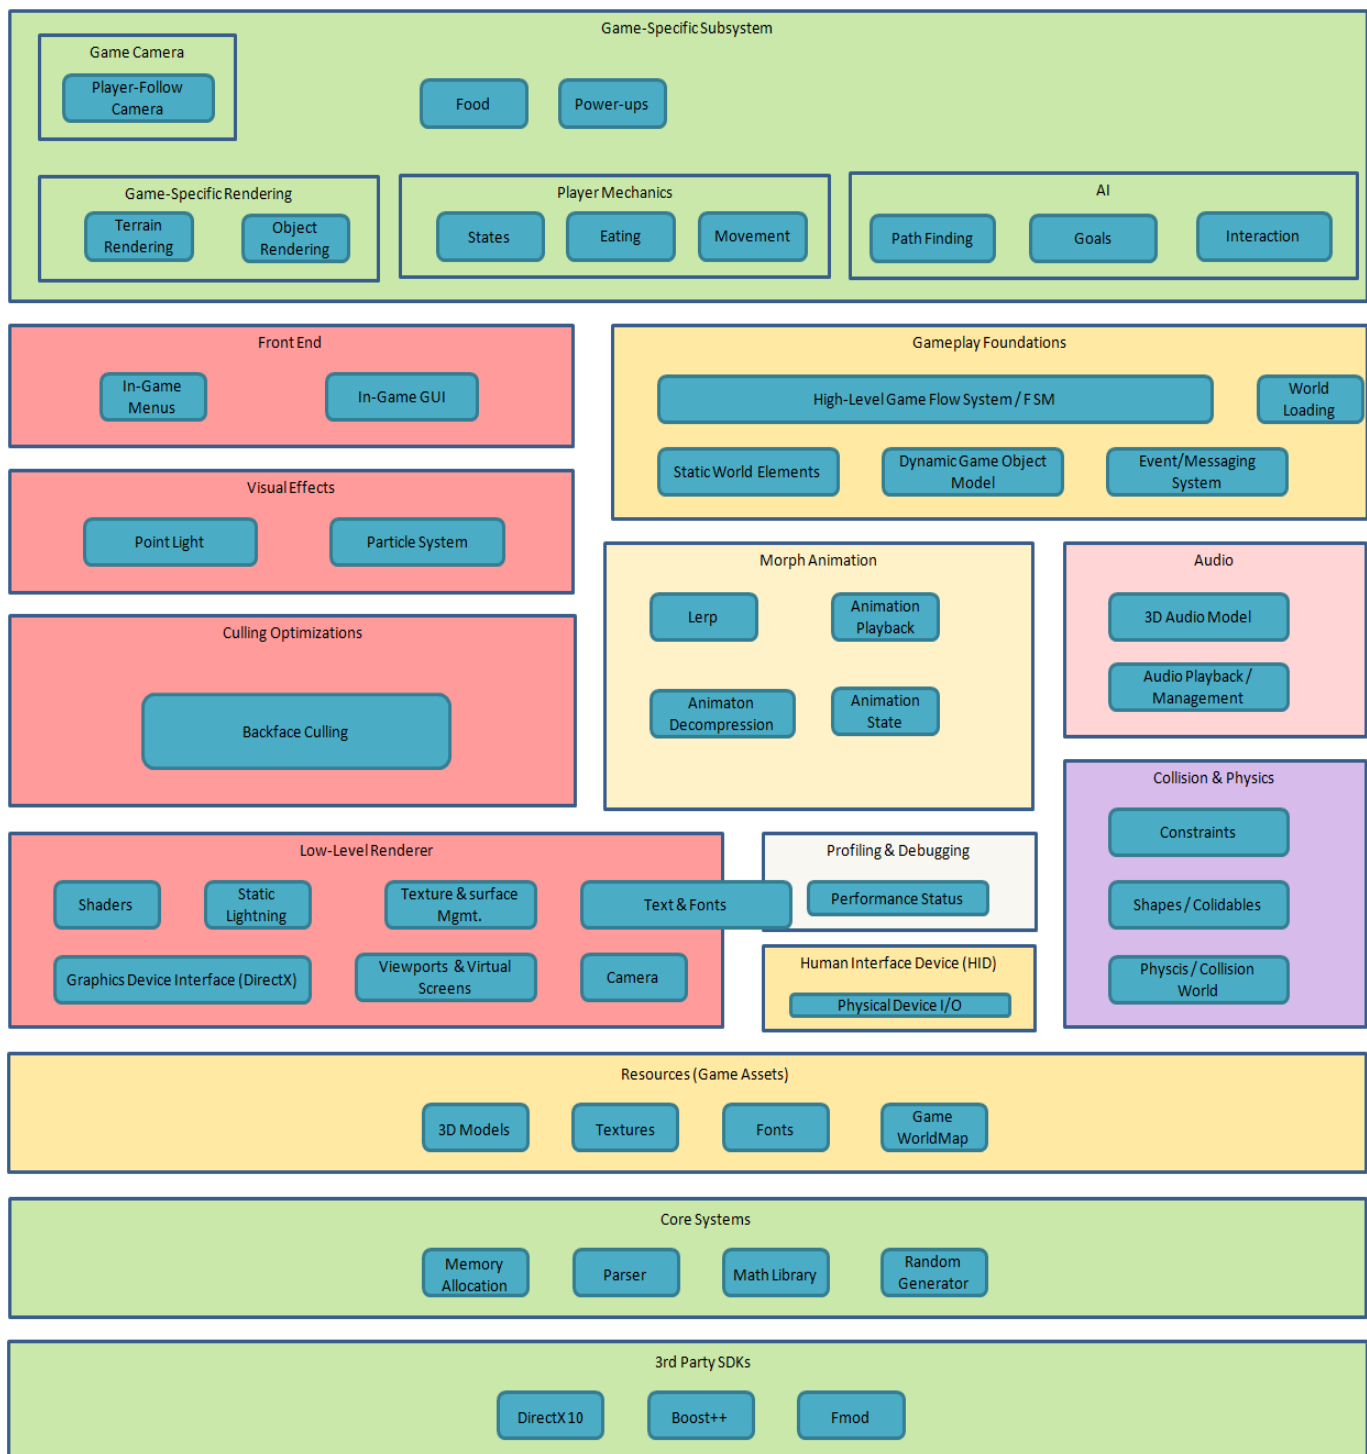 Game-Specific Subsystem
Game Camera
Player-Follow
Camera
Food
Power-ups
Game-Specific Rendering
Terrain
Rendering
Object
Rendering
Player Mechanics
States
Eating
Movement
AI
Path Finding
Goals
Interaction
Front End
In-Game
Menus
In-Game GUI
Gameplay Foundations
High-Level Game Flow System / F SM
World
Loading
Static World Elements
Dynamic Game Object
Model
Event/Messaging
System
Visual Effects
Point Light
Particle System
Morph Animation
Lerp
Animation
Playback
Animaton
Decompression
Animation
State
Audio
3D Audio Model
Audio Playback /
Management
Culling Optimizations
Backface Culling
Collision & Physics
Constraints
Shapes / Colidables
Physcis / Collision
World
Low-Level Renderer
Shaders
Static
Lightning
Texture & surface
Mgmt.
Text & Fonts
Graphics Device Interface (DirectX)
Viewports & Virtual
Screens
Camera
Profiling & Debugging
Performance Status
Human Interface Device (HID)
Physical Device I/O
Resources (Game Assets)
3D Models
Textures
Fonts
Game
WorldMap
Core Systems
Memory
Allocation
Parser
Math Library
Random
Generator
3rd Party SDKs
DirectX 10
Boost++
Fmod